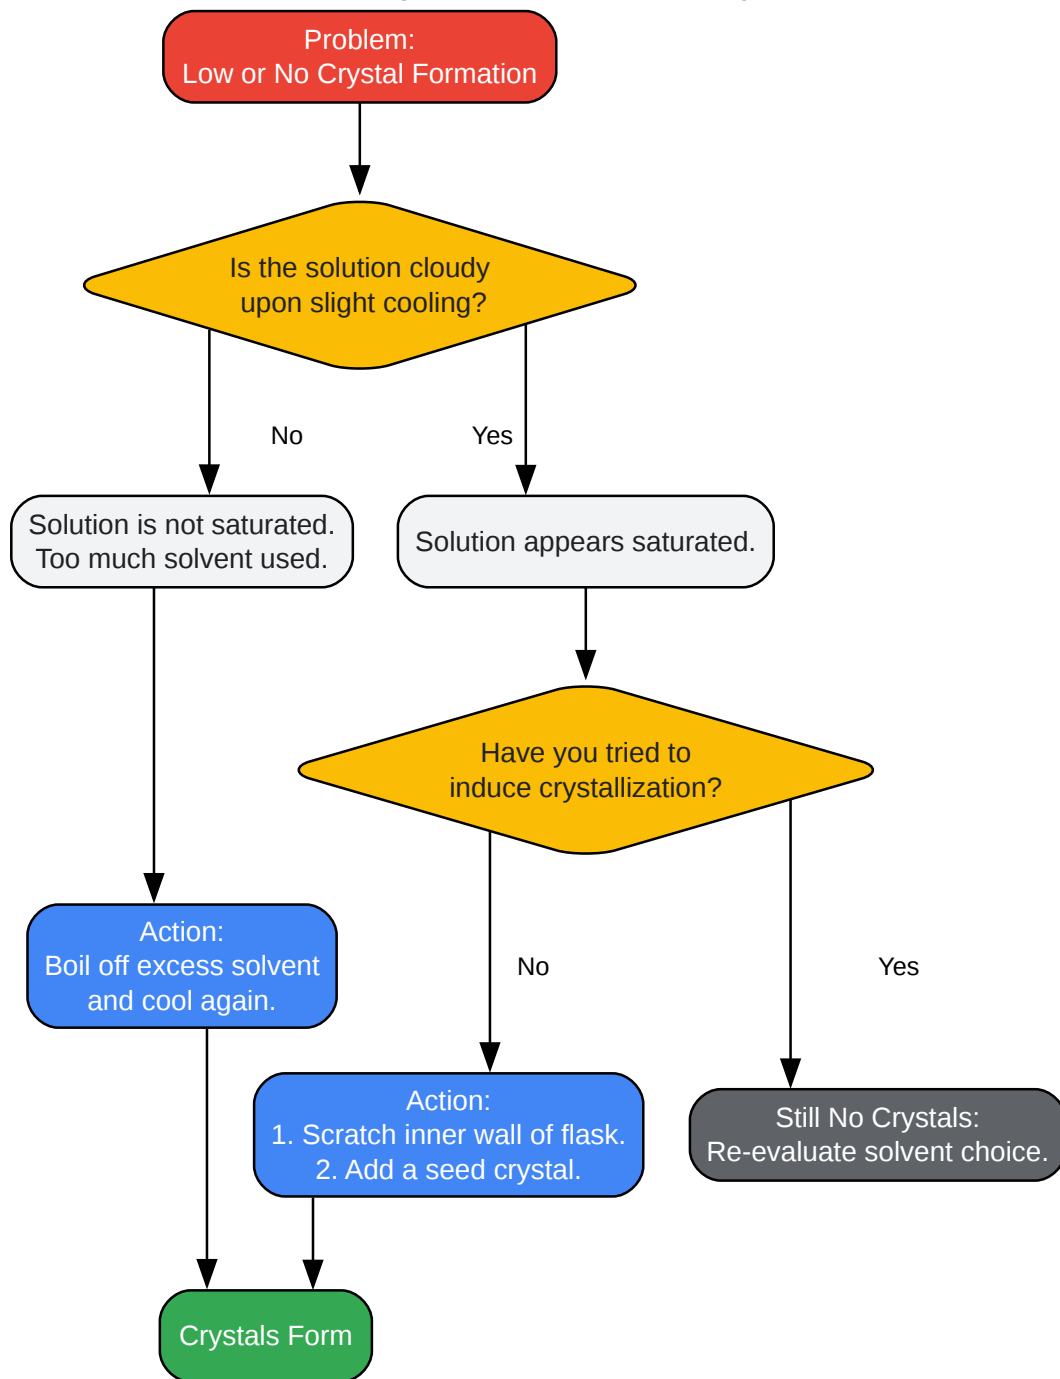 Problem:
Low or No Crystal Formation
Is the solution cloudy
upon slight cooling?
No
Yes
Solution is not saturated.
Too much solvent used.
Solution appears saturated.
Have you tried to
induce crystallization?
Action:
Boil off excess solvent
and cool again.
No
Yes
Action:
1. Scratch inner wall of flask.
2. Add a seed crystal.
Still No Crystals:
Re-evaluate solvent choice.
Crystals Form